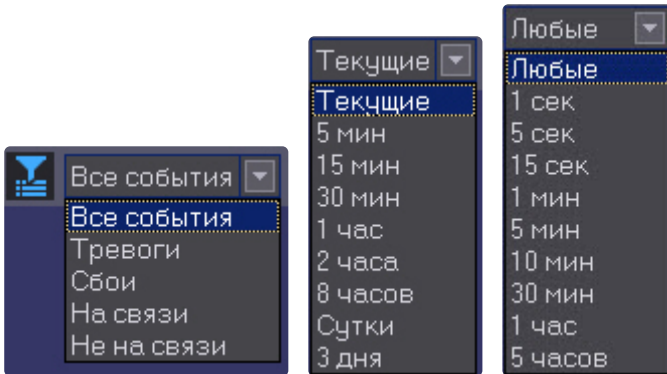 Все события
Все события
Тревоги
Сбои
На связи
Не на связи
Текущие
Текущие
5 мин
15 мин
30 мин
1 час
2 часа
8 часов
Сутки
3 дня
Любые
Любые
1 сек
5 сек
15 сек
1 мин
5 мин
10 мин
30 мин
1 час
5 часов